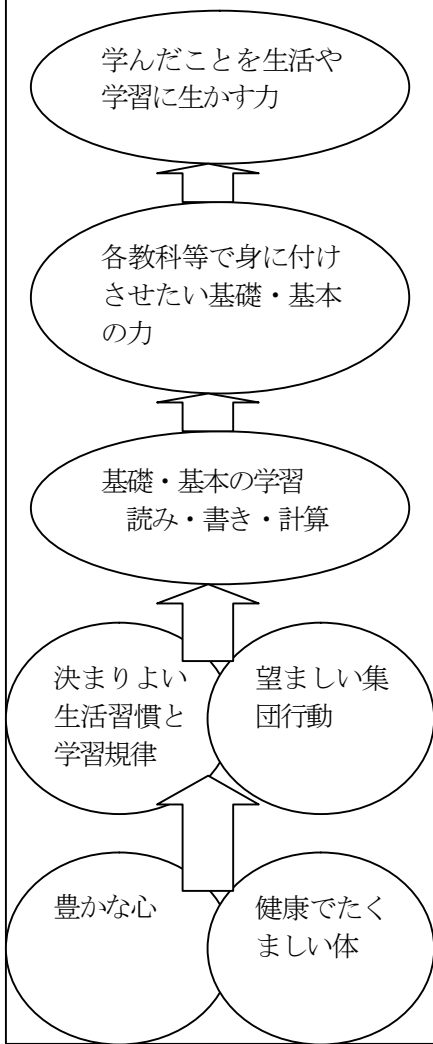 学んだことを生活や
学習に生かす力
各教科等で身に付け
させたい基礎・基本
の力
基礎・基本の学習
読み・書き・計算
決まりよい
生活習慣と
学習規律
望ましい集
団行動
豊かな心
健康でたく
ましい体